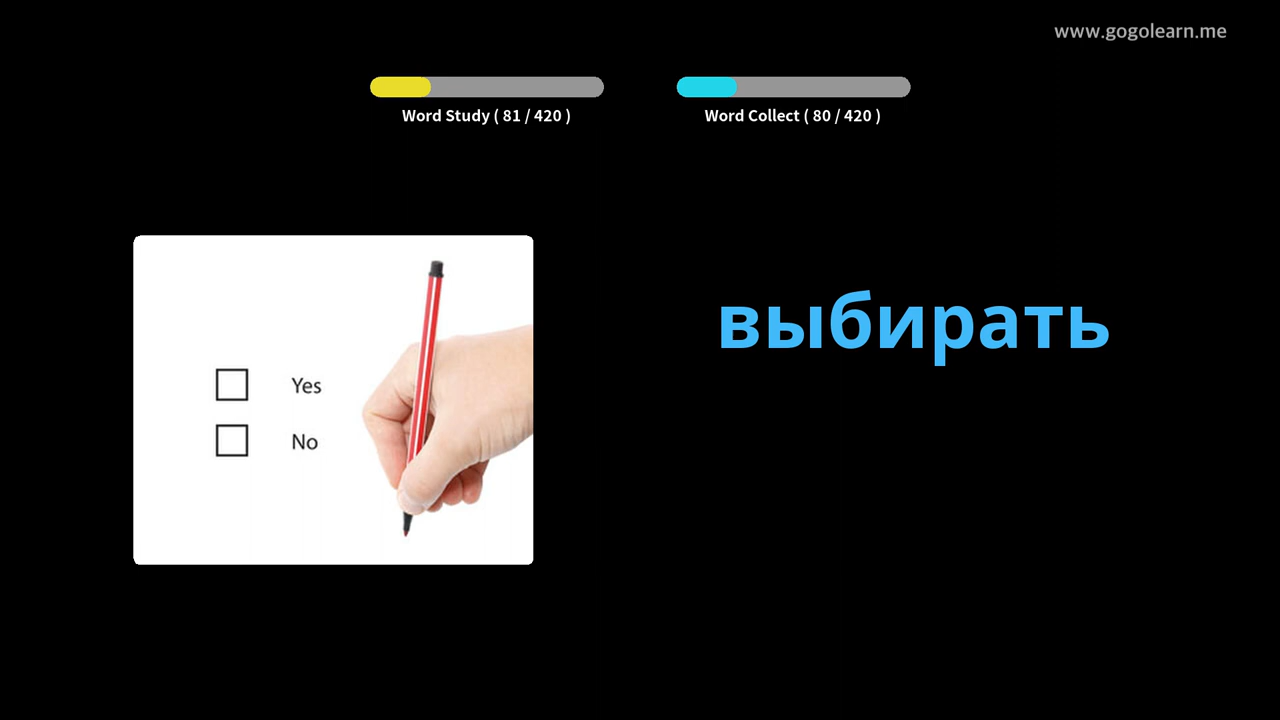 www.gogolearn.me
Word Study ( 81 / 420 )
Word Collect ( 80 / 420 )
выбирать
Yes
No